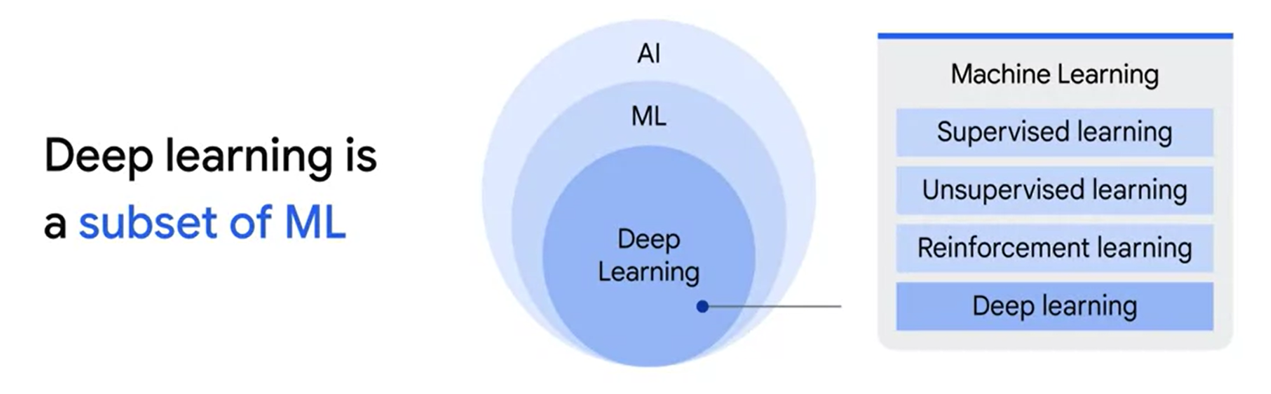 Deep learning is
a subset of ML
AI
ML
Deep
Learning
Machine Learning
Supervised learning
Unsupervised learning
Reinforcement learning
Deep learning